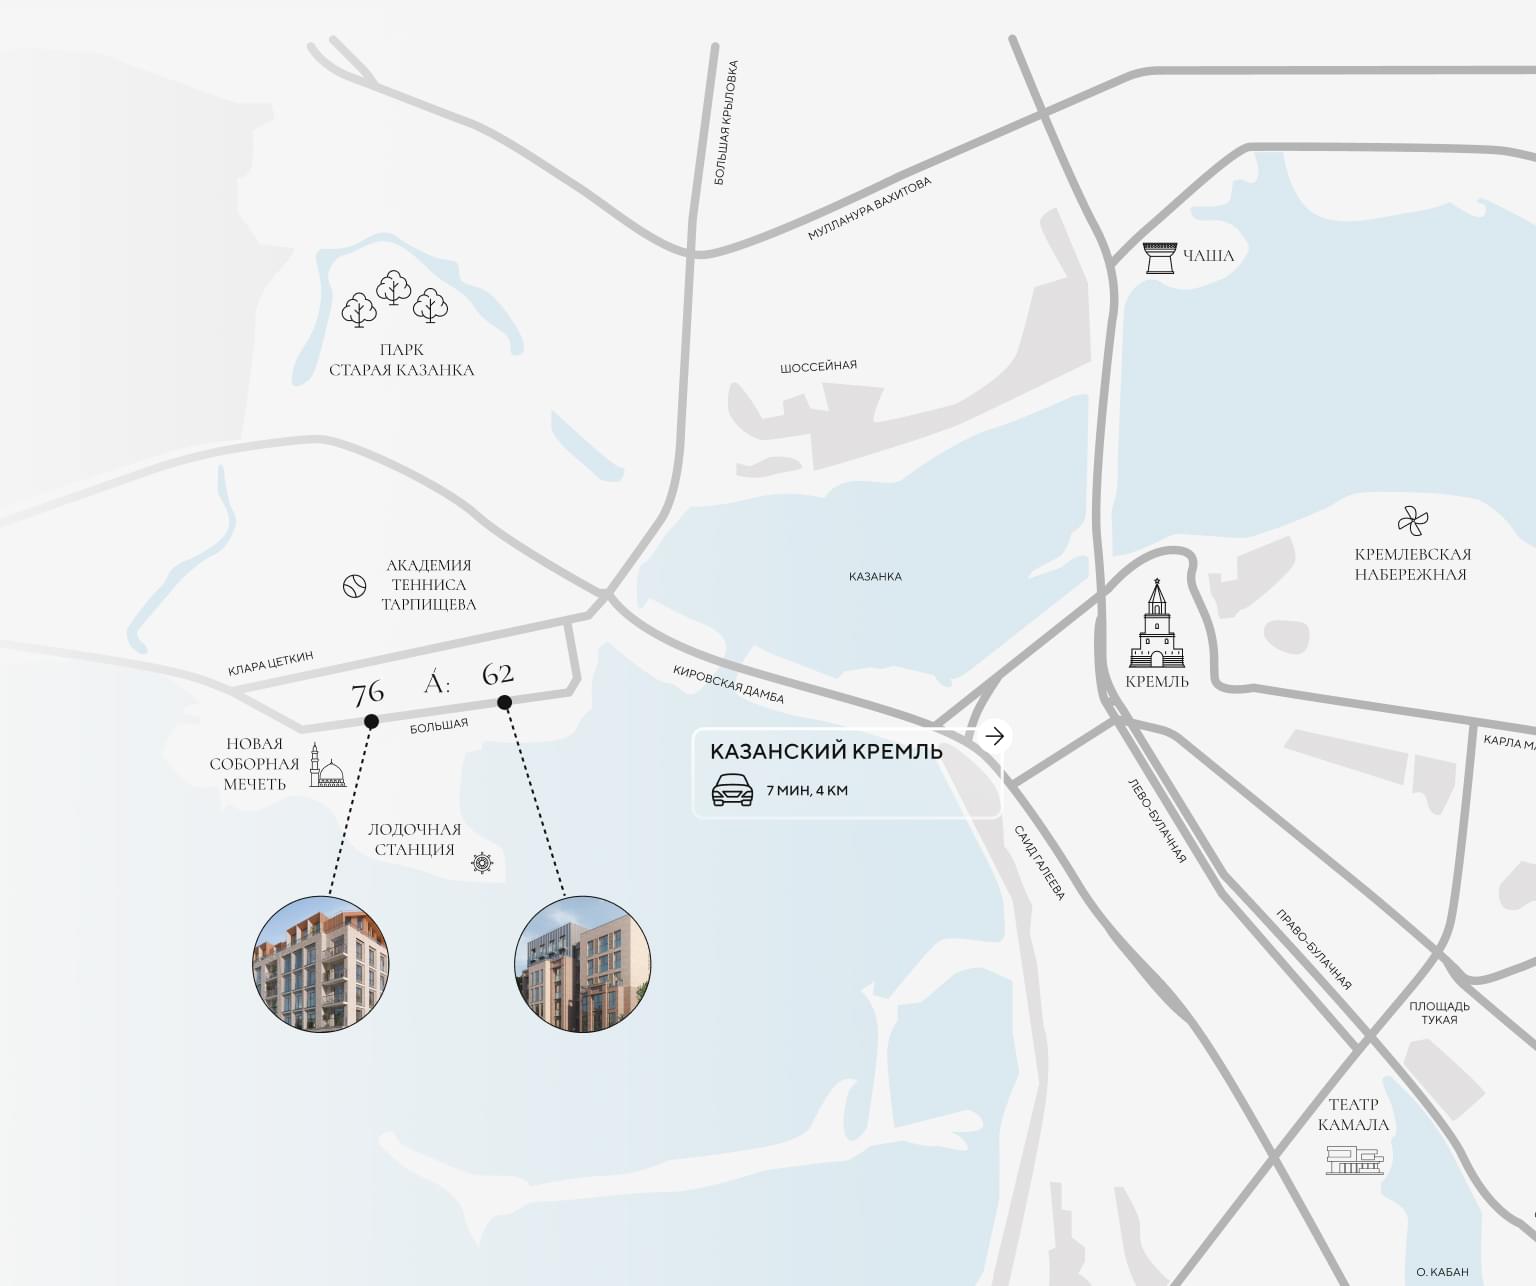 БОЛЬШАЯ КРЫЛОВКА
МУЛЛАНУРА ВАХИТОВА
ЧАША
ПАРК
СТАРАЯ КАЗАНКА
ШОССЕЙНАЯ
КРЕМЛЕВСКАЯ
НАБЕРЕЖНАЯ
АКАДЕМИЯ
ТЕННИСА
ТАРПИЩЕВА
КАЗАНКА
КЛАРА ЦЕТКИН
76
Á:
62
КИРОВСКАЯ ДАМБА
КРЕМЛЬ
БОЛЬШАЯ
НОВАЯ
СОБОРНАЯ
МЕЧЕТЬ
КАЗАНСКИЙ КРЕМЛЬ
7 МИН, 4 КМ
КАРЛА МА
ЛЕВО-БУЛАЧНАЯ
ЛОДОЧНАЯ
СТАНЦИЯ
САИД ГАЛЕЕВА
ПРАВО-БУЛАЧНАЯ
ПЛОЩАДЬ
ТУКАЯ
ТЕАТР
КАМАЛА
О. КАБАН